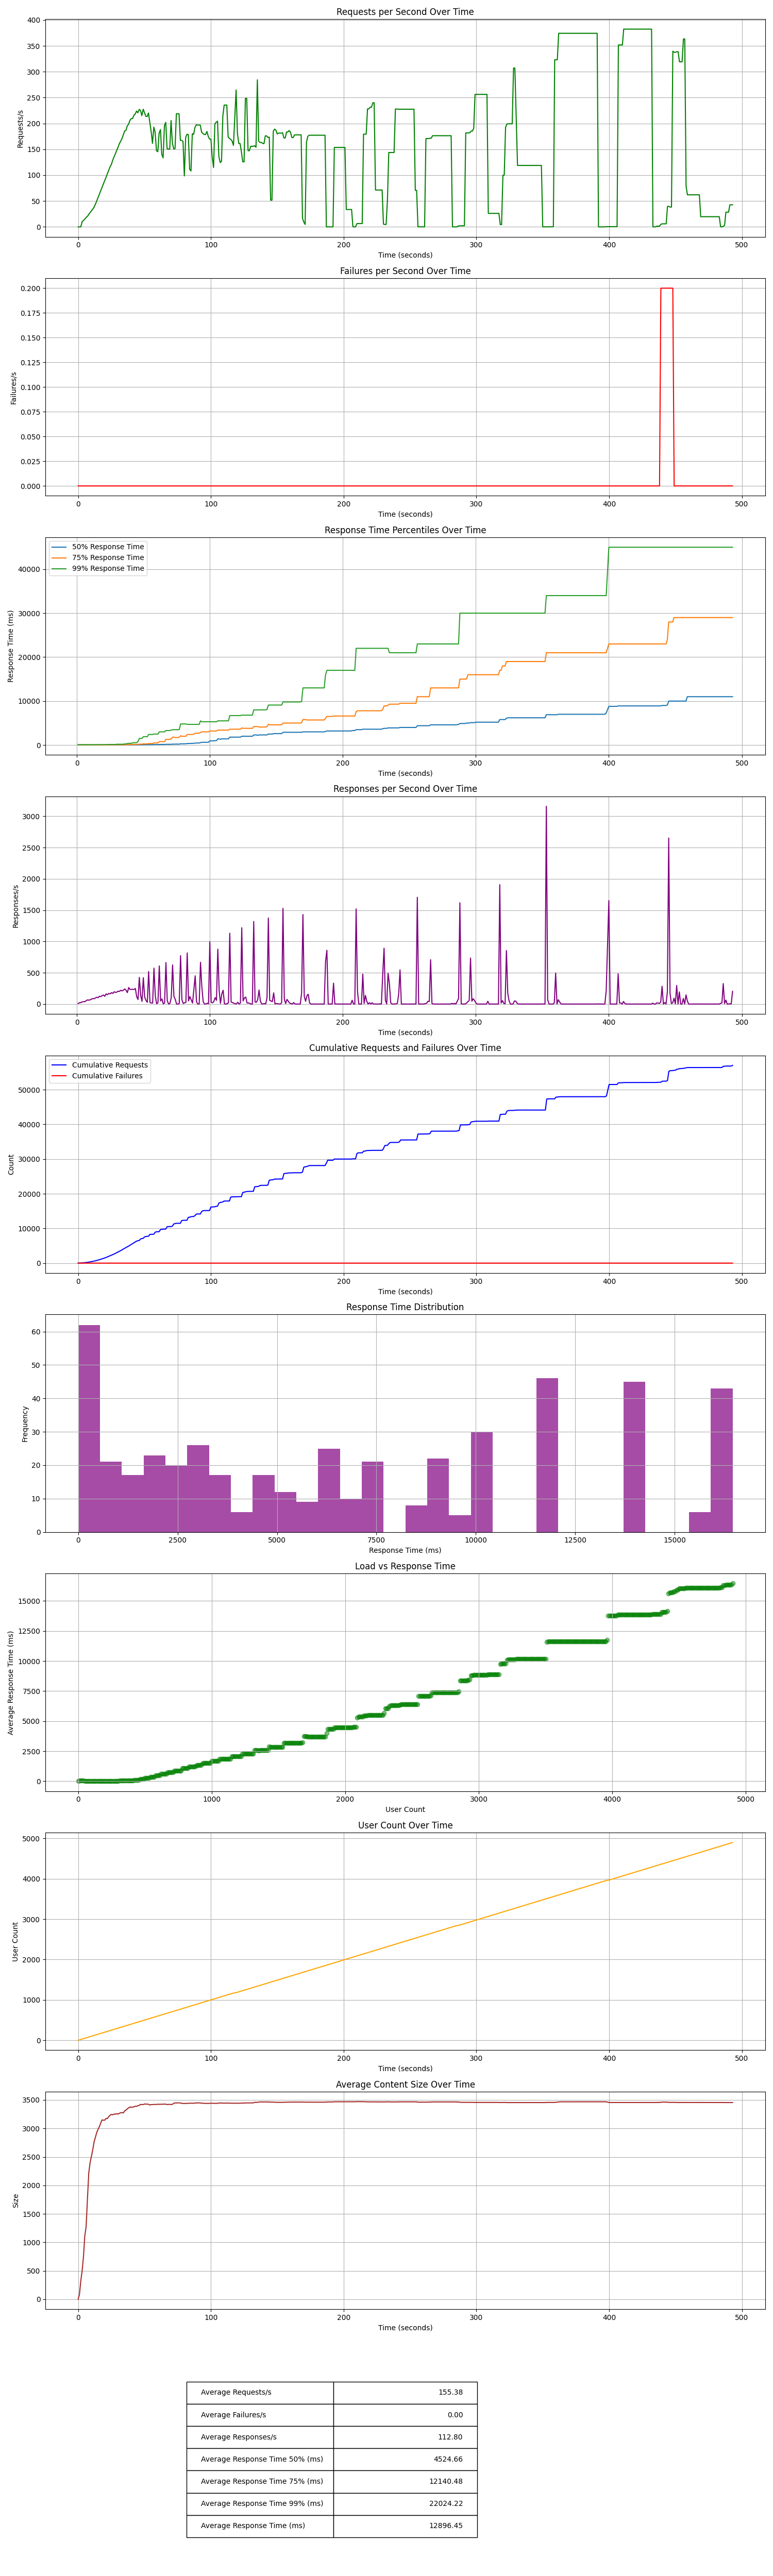 Requests per Second Over Time
400
350
300
250
200
150
100
50
0
Requests/s
0 100 200 300 400 500
Time (seconds)
Failures per Second Over Time
0.200
0.175
0.150
0.125
0.100
0.075
0.050
0.025
0.000
Failures/s
0 100 200 300 400 500
Time (seconds)
Response Time Percentiles Over Time
50% Response Time
75% Response Time
99% Response Time
40000
30000
20000
10000
0
Response Time (ms)
0 100 200 300 400 500
Time (seconds)
Responses per Second Over Time
3000
2500
2000
1500
1000
500
0
Responses/s
0 100 200 300 400 500
Time (seconds)
Cumulative Requests and Failures Over Time
Cumulative Requests
Cumulative Failures
50000
40000
30000
20000
10000
0
Count
0 100 200 300 400 500
Time (seconds)
Response Time Distribution
60
50
40
30
20
10
0
Frequency
0 2500 5000 7500 10000 12500 15000
Response Time (ms)
Load vs Response Time
15000
12500
10000
7500
5000
2500
0
Average Response Time (ms)
0 1000 2000 3000 4000 5000
User Count
User Count Over Time
5000
4000
3000
2000
1000
0
User Count
0 100 200 300 400 500
Time (seconds)
Average Content Size Over Time
3500
3000
2500
2000
1500
1000
500
0
Size
0 100 200 300 400 500
Time (seconds)
Average Requests/s 155.38
Average Failures/s 0.00
Average Responses/s 112.80
Average Response Time 50% (ms) 4524.66
Average Response Time 75% (ms) 12140.48
Average Response Time 99% (ms) 22024.22
Average Response Time (ms) 12896.45